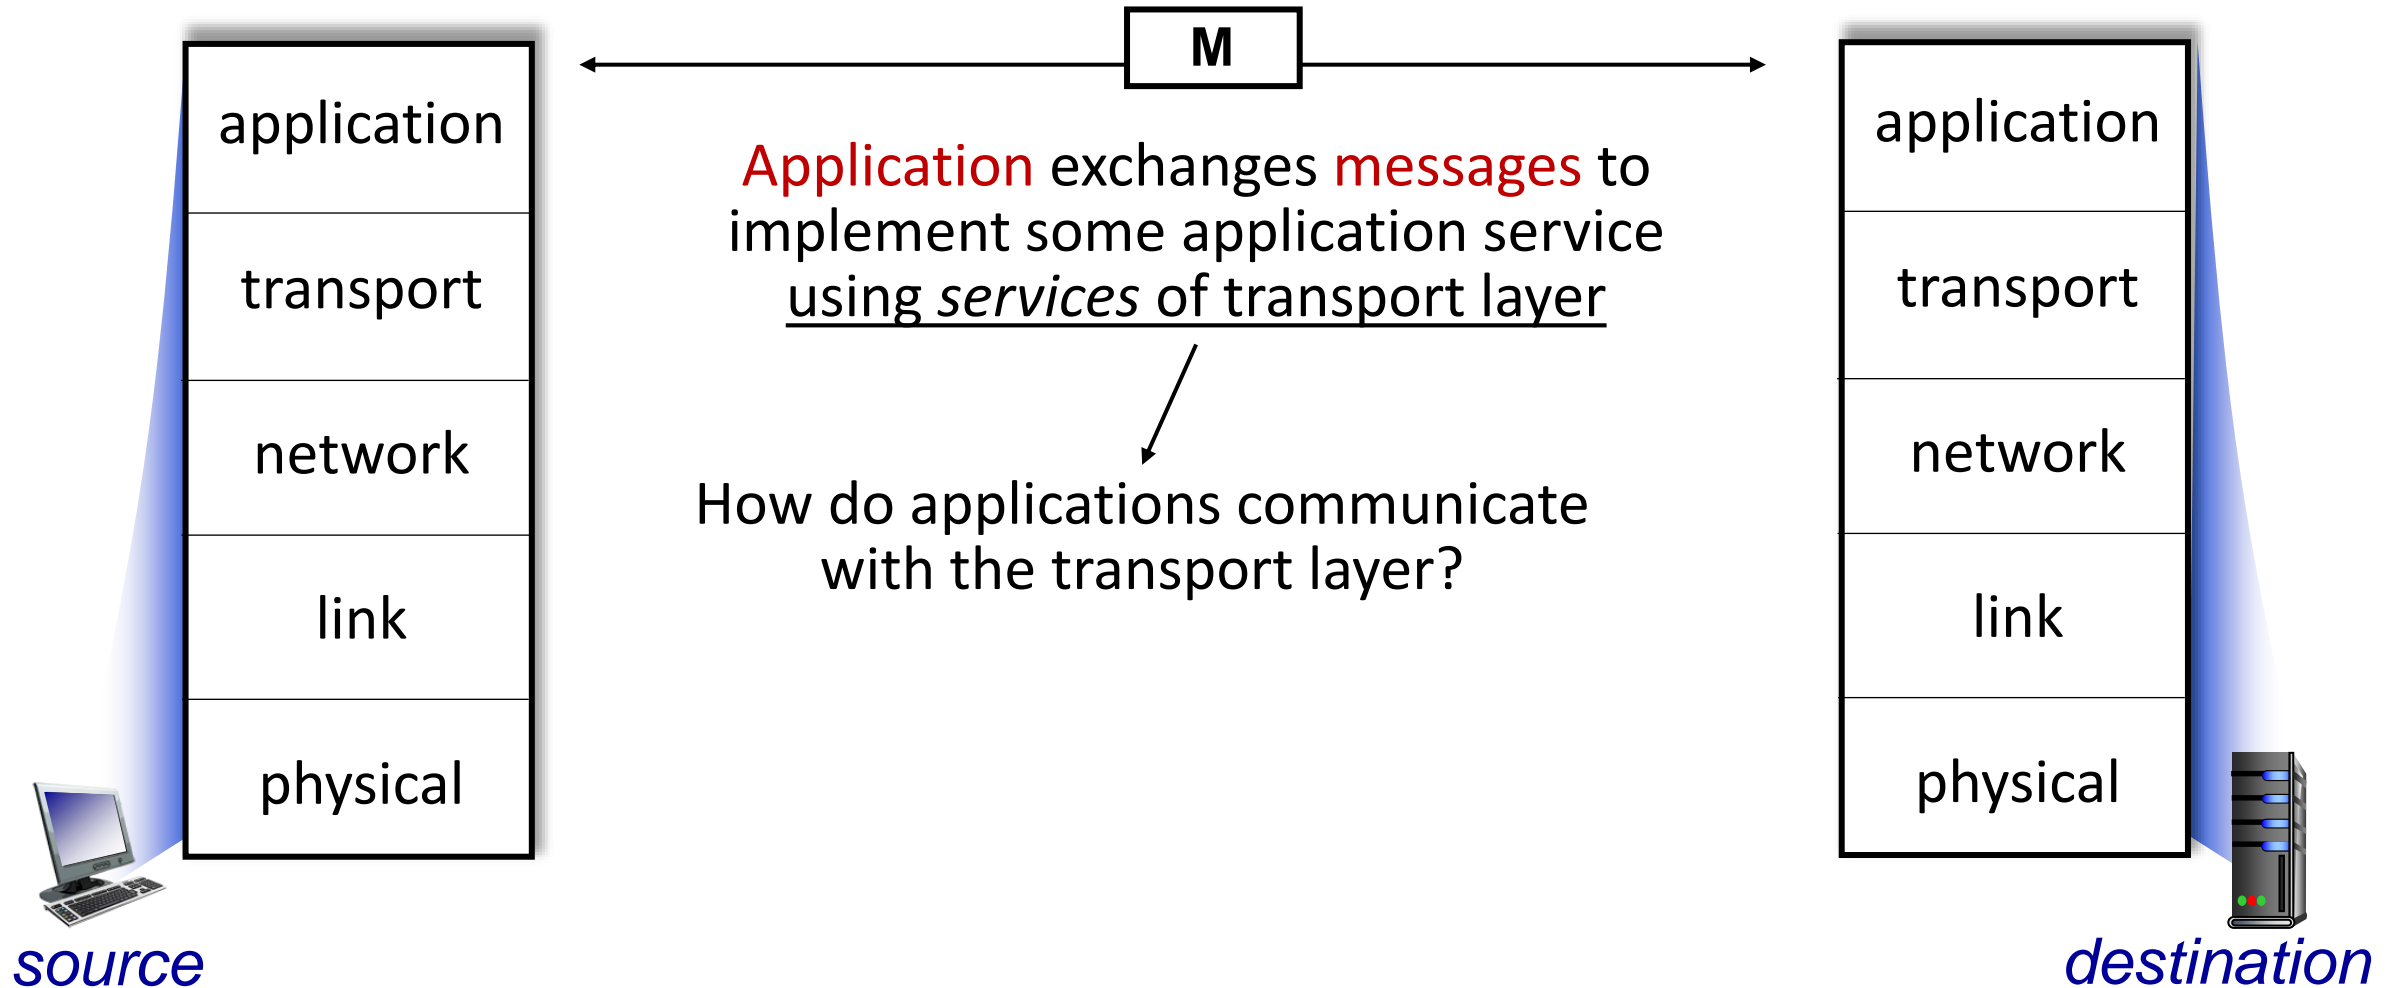 M
application
transport
network
link
physical
source
Application exchanges messages to
implement some application service
using services of transport layer
How do applications communicate
with the transport layer?
application
transport
network
link
physical
destination